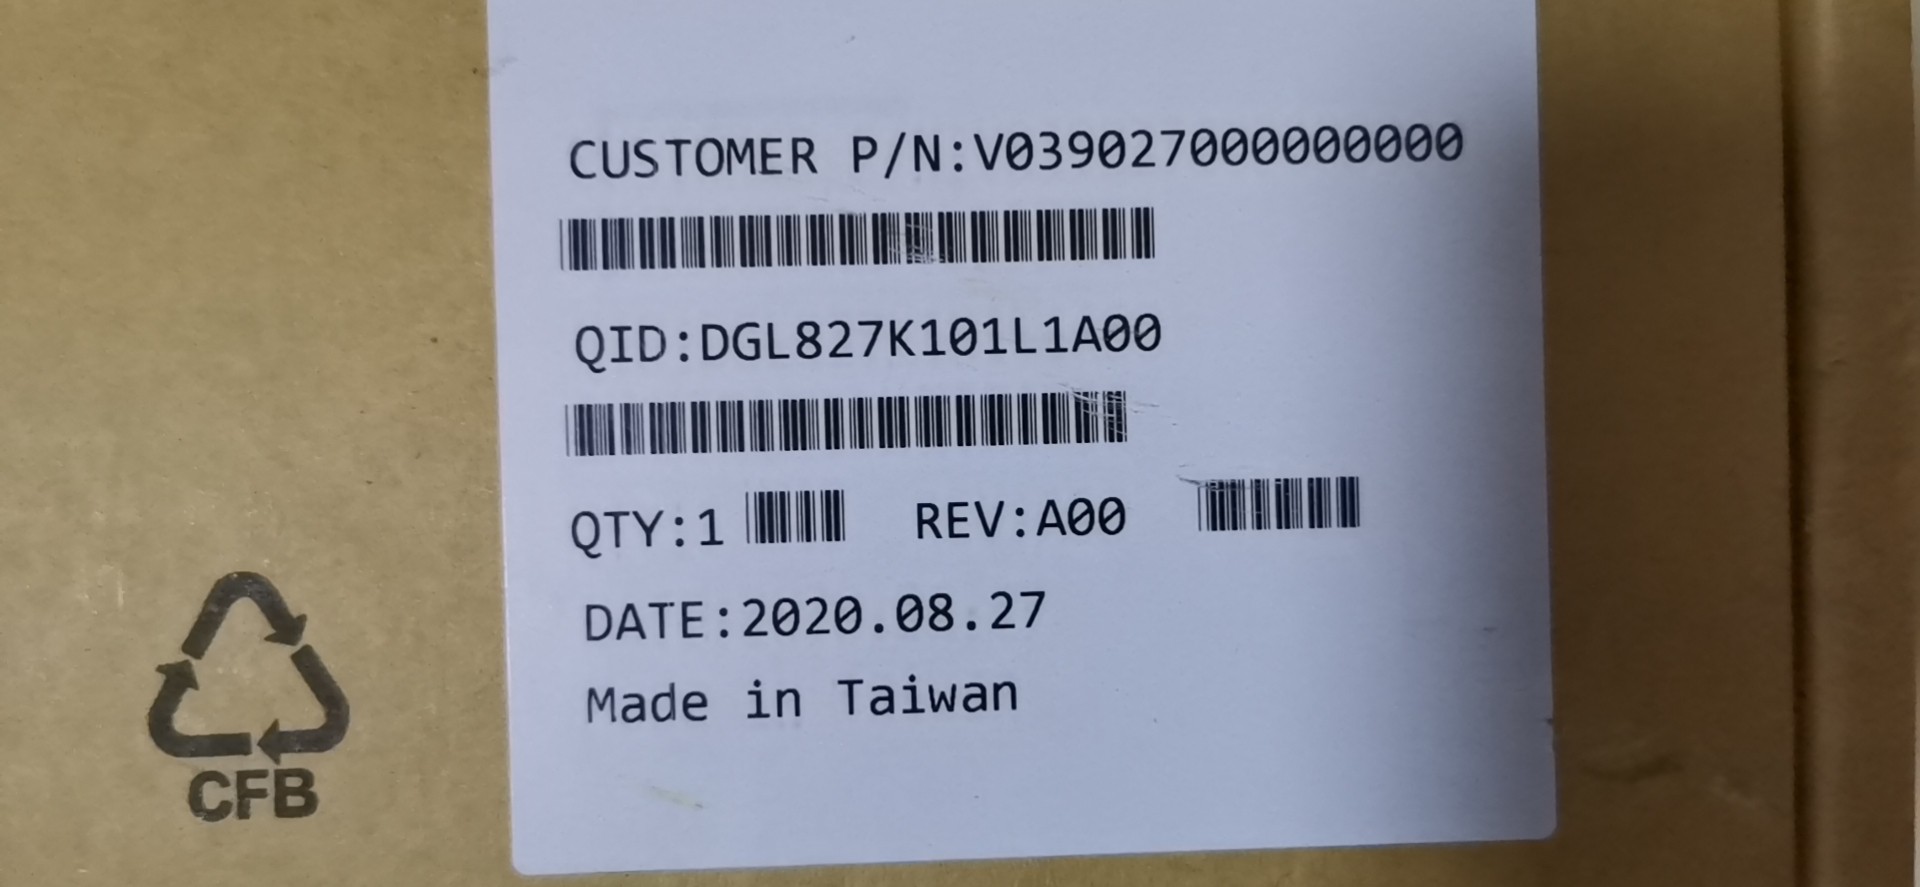 CUSTOMER P/N:V039027000000000
QID:DGL827K101L1A00
QTY:1 REV:A00
DATE:2020.08.27
Made in Taiwan
CFB